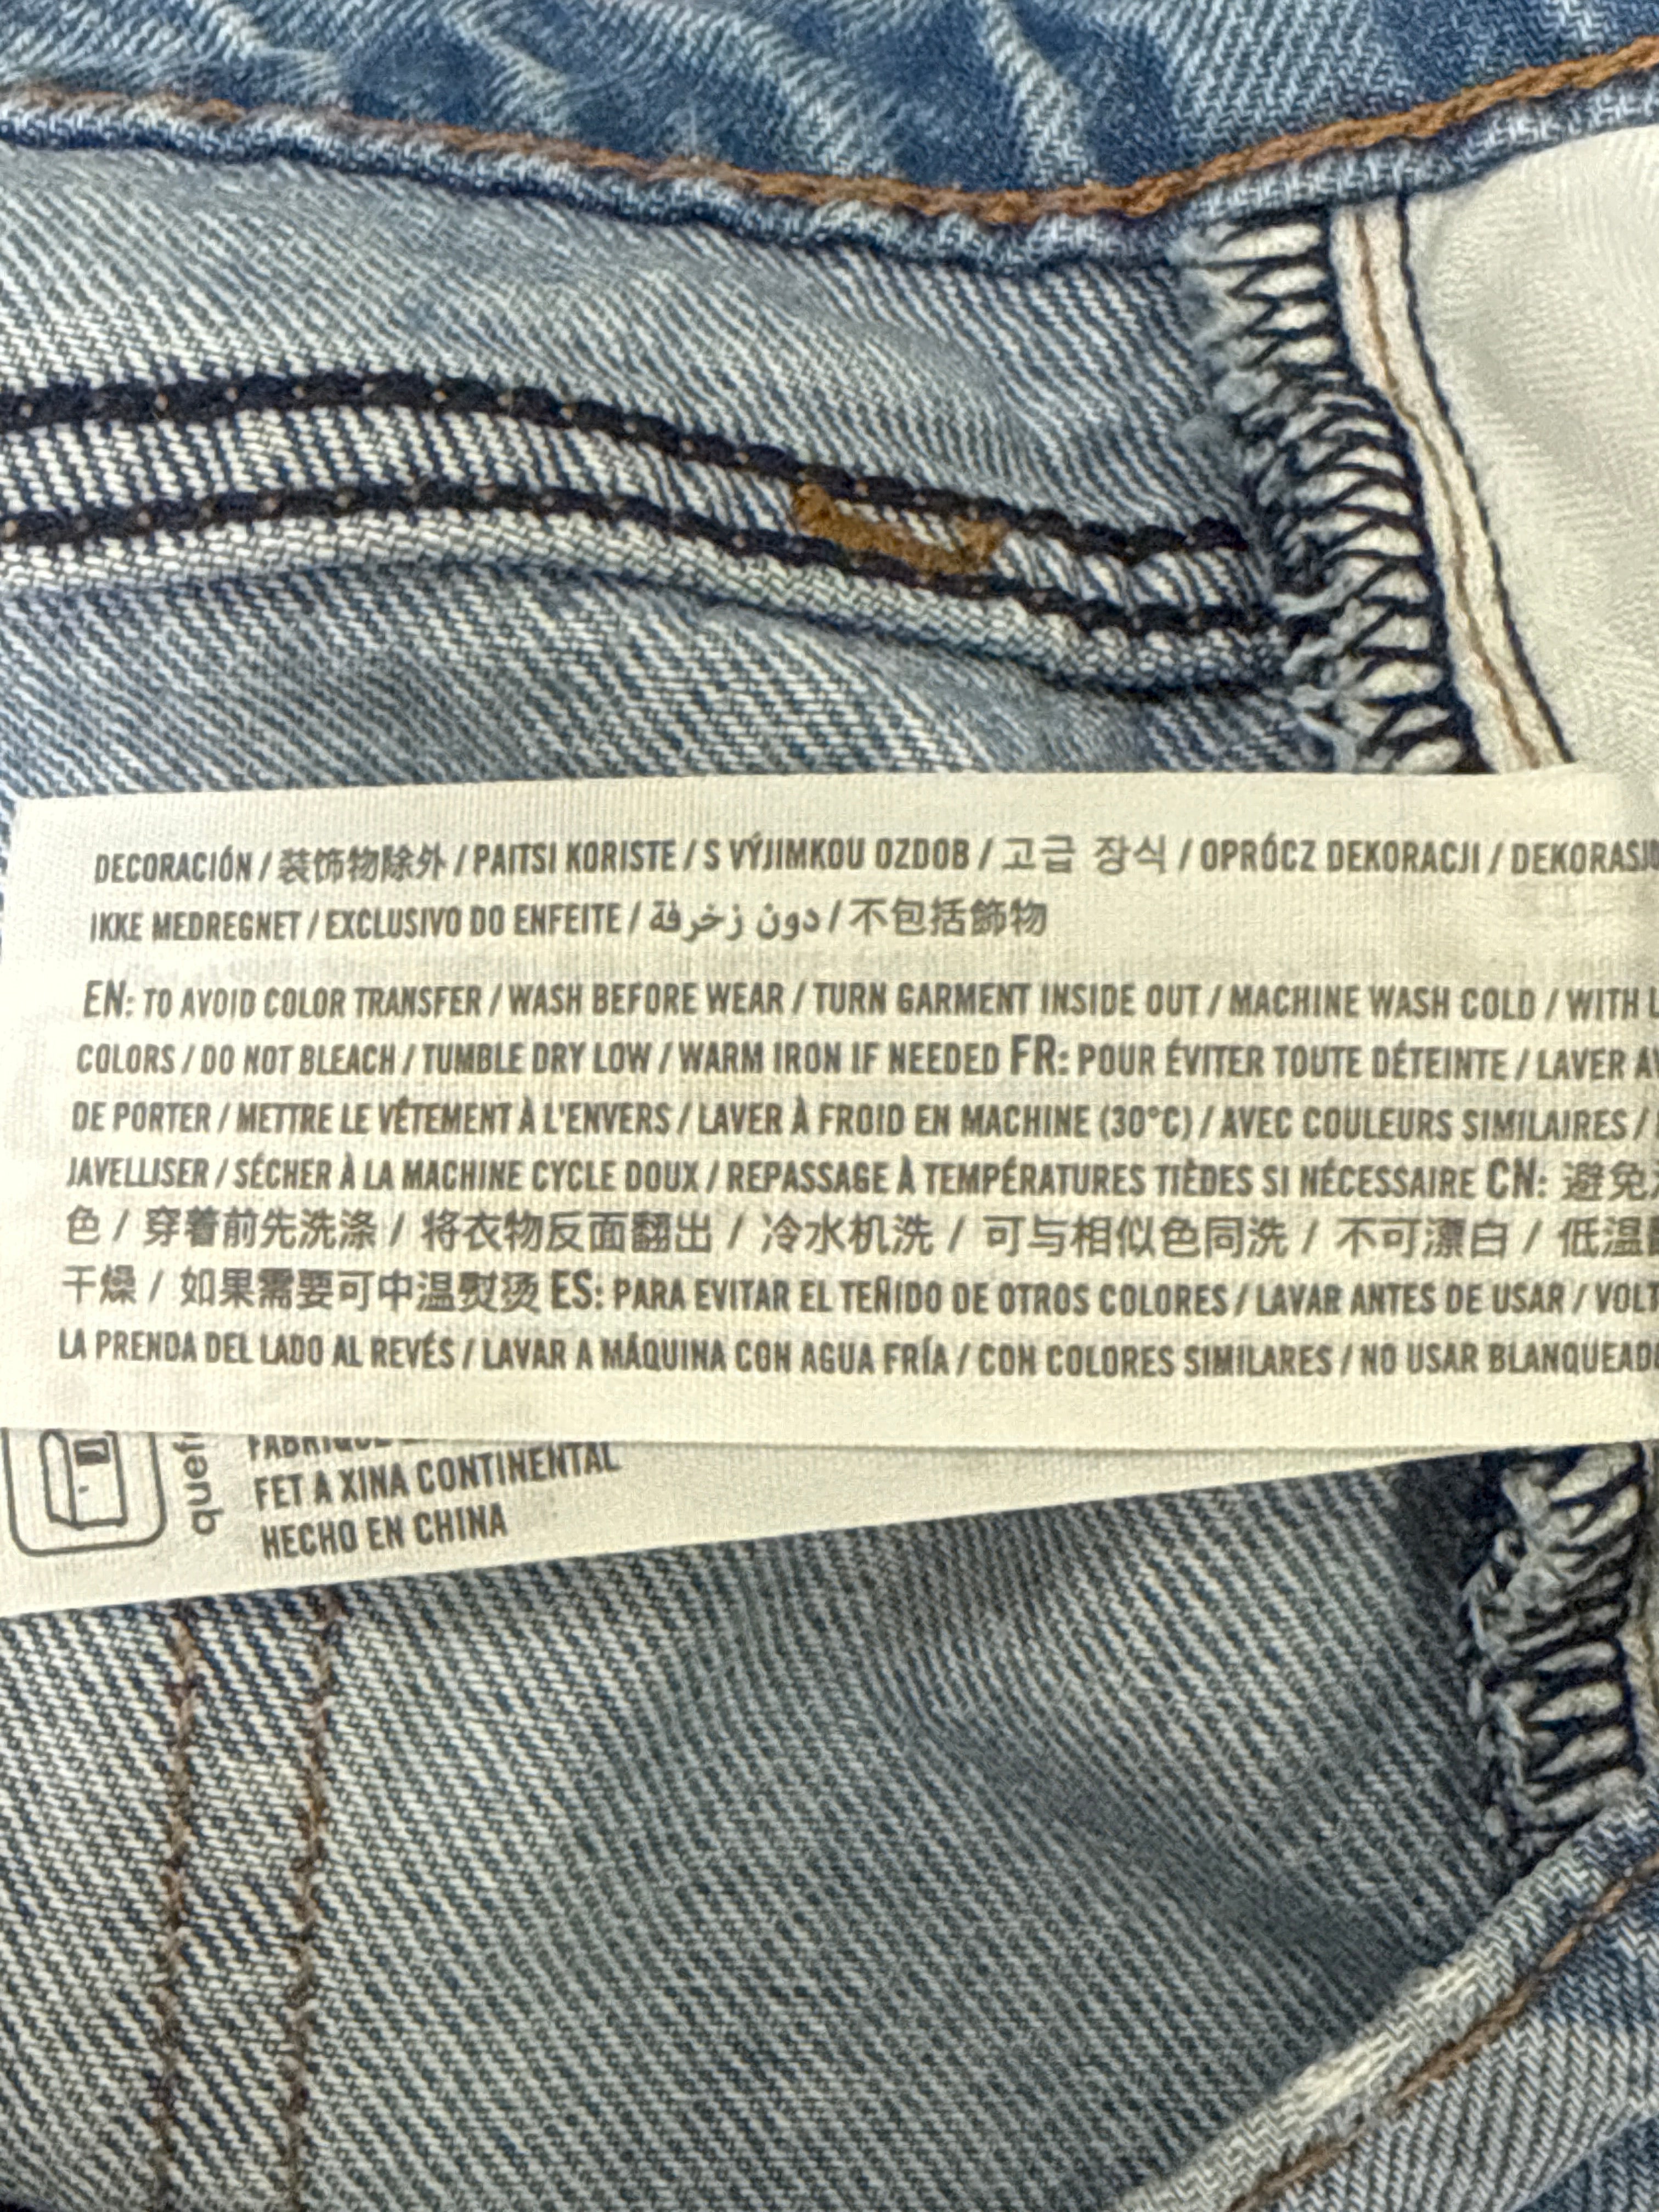 DECORACIÓN / 裝饰物除外 / PAITSI KORISTE / S VÝJIMKOU OZDOB / 고급 장식 / OPRÓCZ DEKORACJI /
IKKE MEDREGNET / EXCLUSIVO DO ENFEITE / دون زخرفة / 不包括飾物
EN: TO AVOID COLOR TRANSFER / WASH BEFORE WEAR / TURN GARMENT INSIDE OUT / MACHINE WASH COLD / WITH
COLORS / DO NOT BLEACH / TUMBLE DRY LOW / WARM IRON IF NEEDED FR: POUR ÉVITER TOUTE DÉTEINTE / LAVER
DE PORTER / METTRE LE VÊTEMENT À L'ENVERS / LAVER À FROID EN MACHINE (30°C) / AVEC COULEURS SIMILAIRES /
JAVELLISER / SÉCHER À LA MACHINE CYCLE DOUX / REPASSAGE À TEMPÉRATURES TIÈDES SI NÉCESSAIRE CN: 避免
色 / 穿着前先洗涤 / 将衣物反面翻出 / 冷水机洗 / 可与相似色同洗 / 不可漂白 / 低温
干燥 / 如果需要可中温熨烫 ES: PARA EVITAR EL TEÑIDO DE OTROS COLORES / LAVAR ANTES DE USAR /
LA PRENDA DEL LADO AL REVÉS / LAVAR A MÁQUINA CON AGUA FRÍA / CON COLORES SIMILARES / NO USAR
FET A XINA CONTINENTAL
HECHO EN CHINA